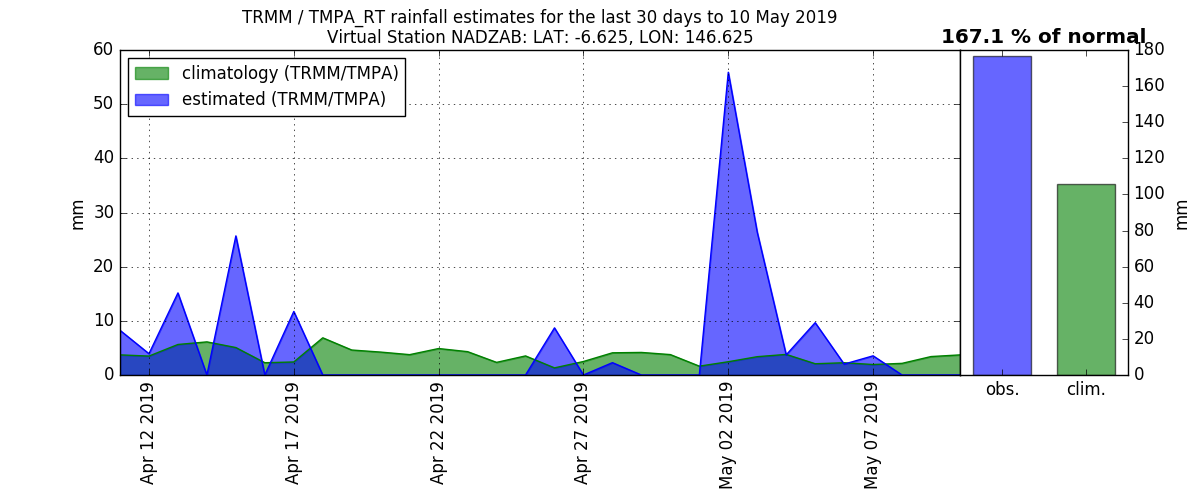 TRMM / TMPA_RT rainfall estimates for the last 30 days to 10 May 2019
Virtual Station NADZAB: LAT: -6.625, LON: 146.625
167.1 % of normal
climatology (TRMM/TMPA)
estimated (TRMM/TMPA)
60
50
40
30
20
10
0
mm
Apr 12 2019
Apr 17 2019
Apr 22 2019
Apr 27 2019
May 02 2019
May 07 2019
180
160
140
120
100
80
60
40
20
0
mm
obs.
clim.